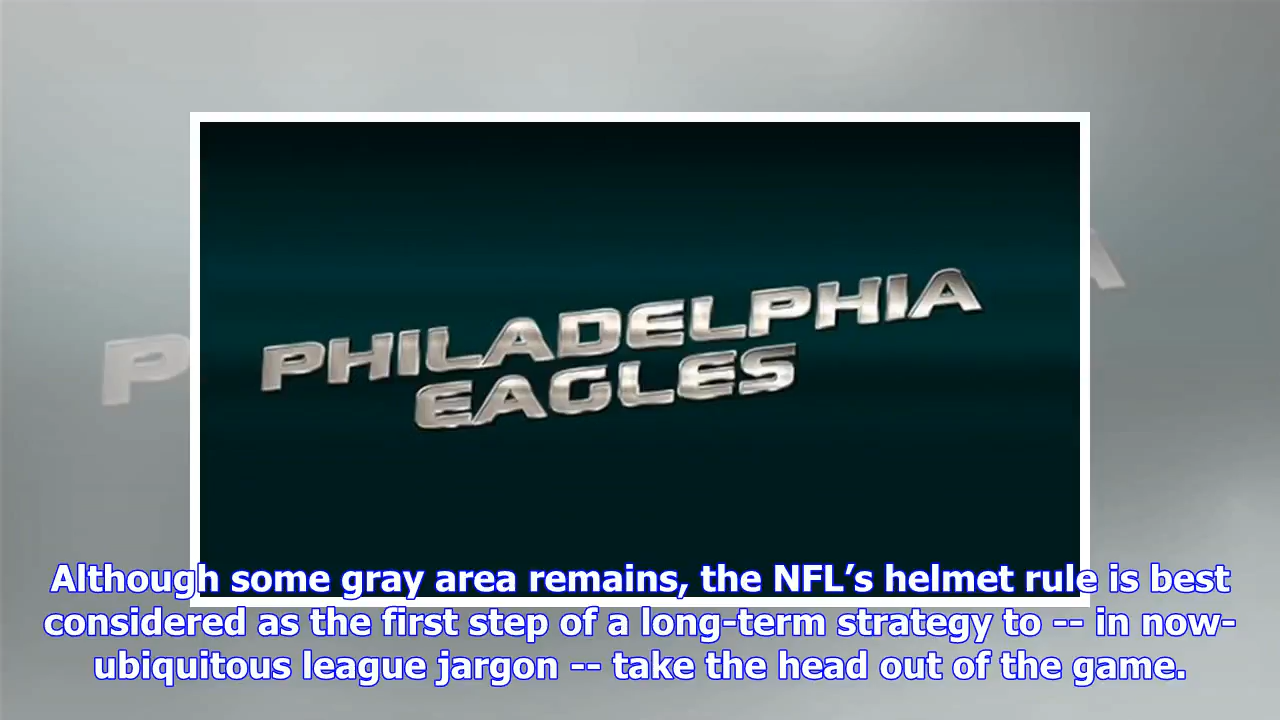 PHILADELPHIA
EAGLES
P
A
Although some gray area remains, the NFL’s helmet rule is best
considered as the first step of a long-term strategy to -- in now-
ubiquitous league jargon -- take the head out of the game.